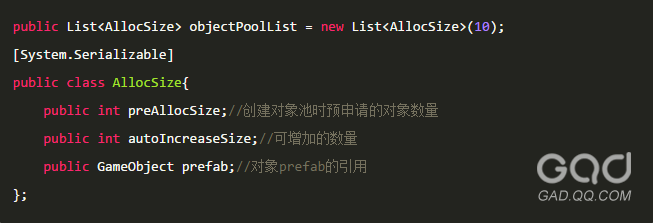 public List<AllocSize> objectPoolList = new List<AllocSize>(10);
[System.Serializable]
public class AllocSize{
    public int preAllocSize;//创建对象池时预申请的对象数量
    public int autoIncreaseSize;//可增加的数量
    public GameObject prefab;//对象prefab的引用
};
GAD
GAD.QQ.COM